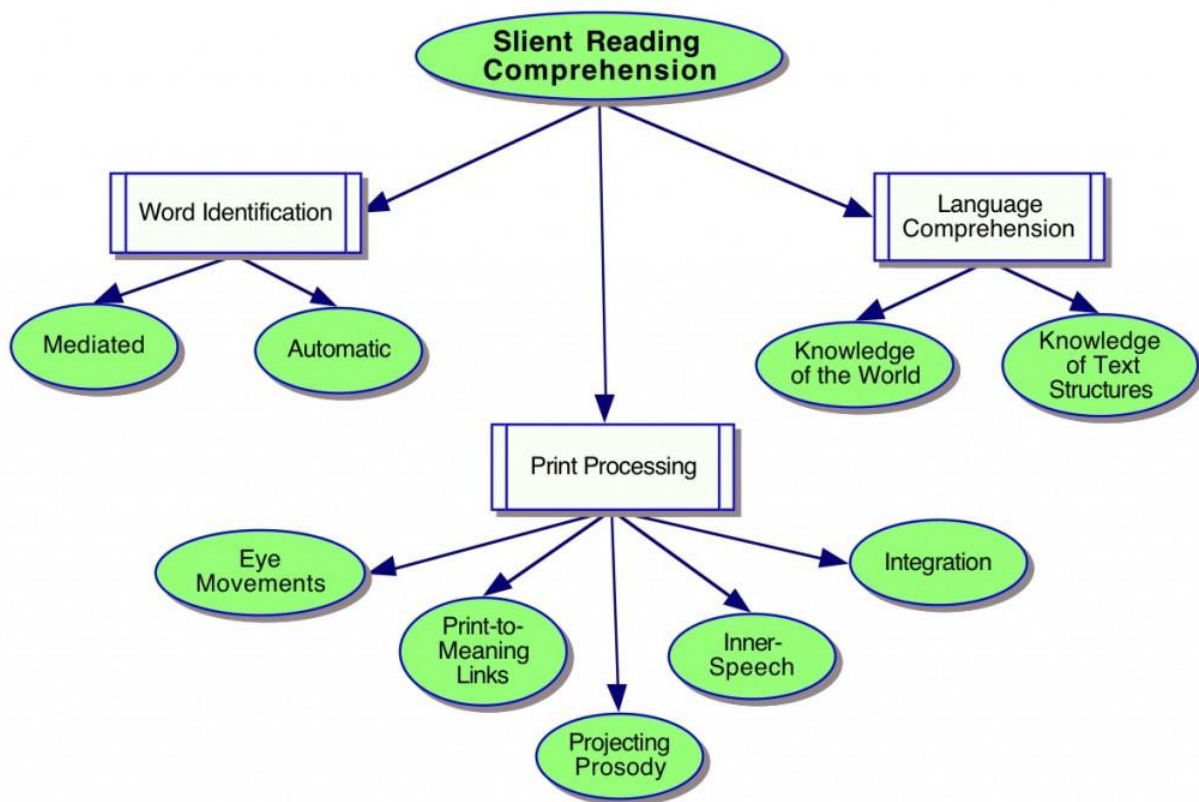 Slient Reading
Comprehension
Word Identification
Language
Comprehension
Mediated
Automatic
Knowledge
of the World
Knowledge
of Text
Structures
Print Processing
Eye
Movements
Print-to-
Meaning
Links
Projecting
Prosody
Inner-
Speech
Integration